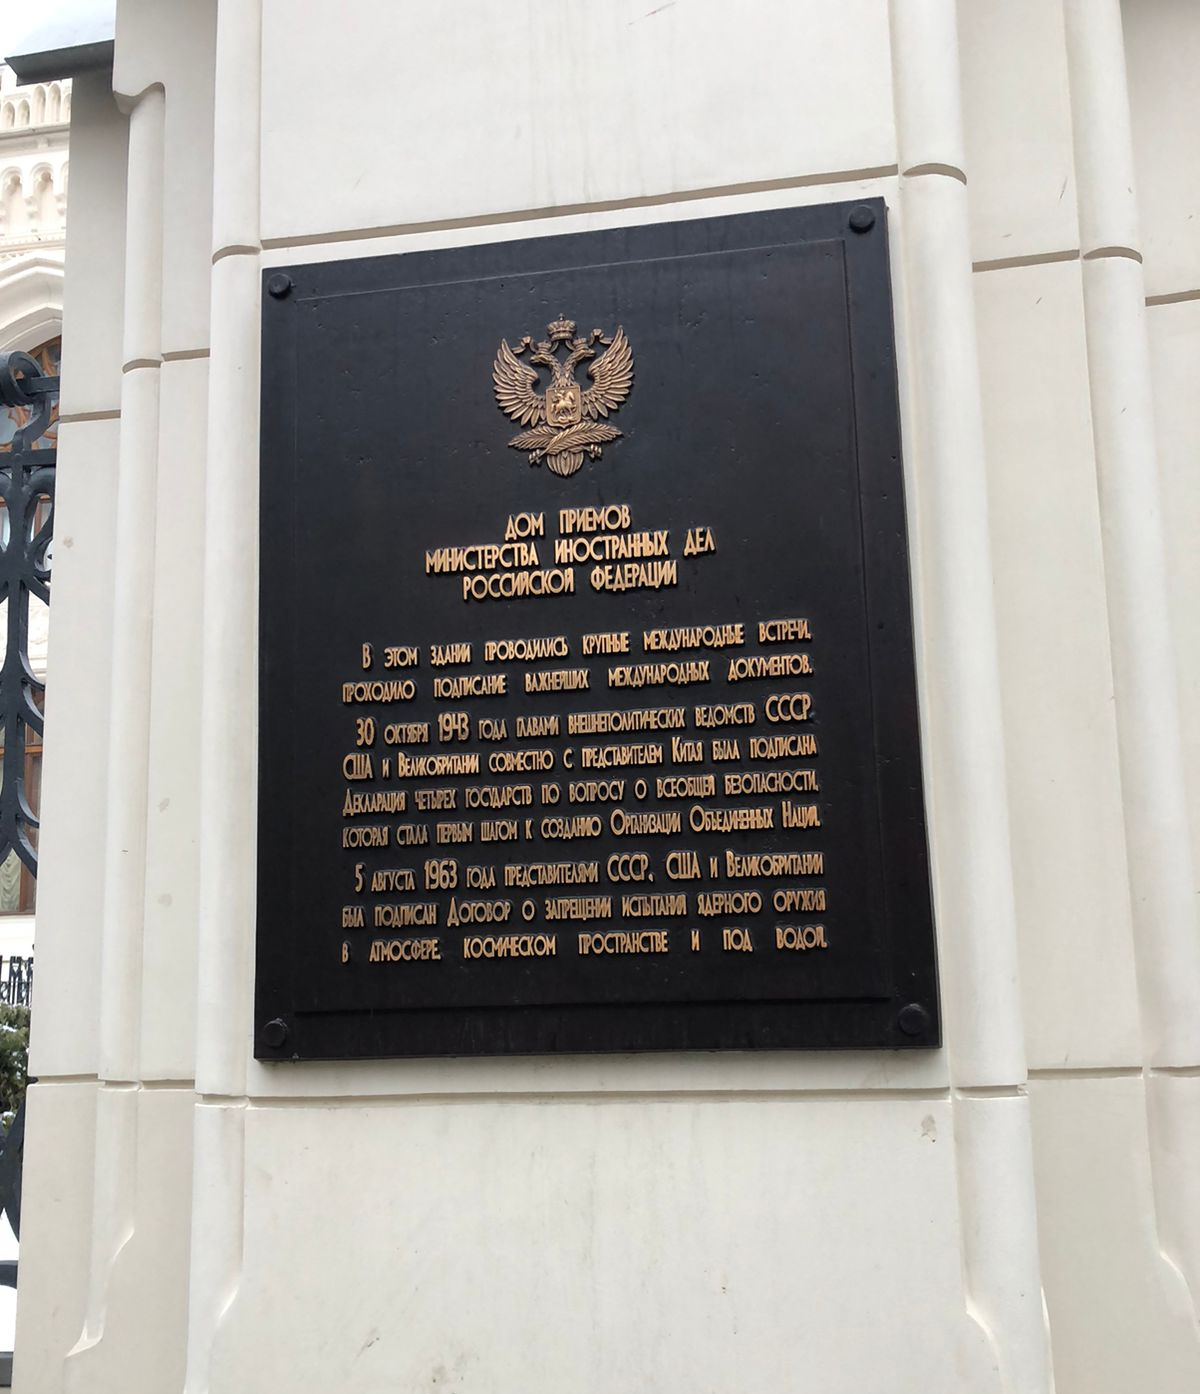 ДОМ ПРИЕМОВ
МИНИСТЕРСТВА ИНОСТРАННЫХ ДЕЛ
РОССИЙСКОЙ ФЕДЕРАЦИИ
В ЭТОМ ЗДАНИИ ПРОВОДИЛИСЬ КРУПНЫЕ МЕЖДУНАРОДНЫЕ ВСТРЕЧИ,
ПРОХОДИЛО ПОДПИСАНИЕ ВАЖНЕЙШИХ МЕЖДУНАРОДНЫХ ДОКУМЕНТОВ.
30 ОКТЯБРЯ 1943 ГОДА ГЛАВАМИ ВНЕШНЕПОЛИТИЧЕСКИХ ВЕДОМСТВ СССР,
США И ВЕЛИКОБРИТАНИИ СОВМЕСТНО С ПРЕДСТАВИТЕЛЕМ КИТАЯ БЫЛА ПОДПИСАНА
ДЕКЛАРАЦИЯ ЧЕТЫРЕХ ГОСУДАРСТВ ПО ВОПРОСУ О ВСЕОБЩЕЙ БЕЗОПАСНОСТИ,
КОТОРАЯ СТАЛА ПЕРВЫМ ШАГОМ К СОЗДАНИЮ ОРГАНИЗАЦИИ ОБЪЕДИНЕННЫХ НАЦИЙ.
5 АВГУСТА 1963 ГОДА ПРЕДСТАВИТЕЛЯМИ СССР, США И ВЕЛИКОБРИТАНИИ
БЫЛ ПОДПИСАН ДОГОВОР О ЗАПРЕЩЕНИИ ИСПЫТАНИЯ ЯДЕРНОГО ОРУЖИЯ
В АТМОСФЕРЕ, КОСМИЧЕСКОМ ПРОСТРАНСТВЕ И ПОД ВОДОЙ.